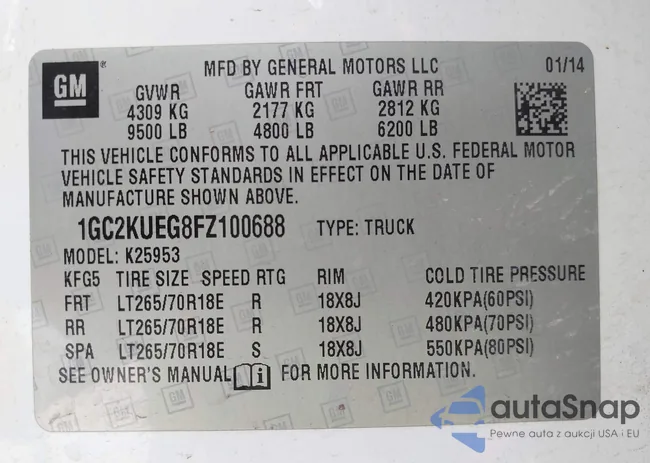 GM ®
MFD BY GENERAL MOTORS LLC 01/14
GVWR GAWR FRT GAWR RR
4309 KG 2177 KG 2812 KG
9500 LB 4800 LB 6200 LB
THIS VEHICLE CONFORMS TO ALL APPLICABLE U.S. FEDERAL MOTOR
VEHICLE SAFETY STANDARDS IN EFFECT ON THE DATE OF
MANUFACTURE SHOWN ABOVE.
1GC2KUEG8FZ100688 TYPE: TRUCK
MODEL: K25953
KFG5 TIRE SIZE SPEED RTG RIM COLD TIRE PRESSURE
FRT LT265/70R18E R 18X8J 420KPA(60PSI)
RR LT265/70R18E R 18X8J 480KPA(70PSI)
SPA LT265/70R18E S 18X8J 550KPA(80PSI)
SEE OWNER'S MANUAL i FOR MORE INFORMATION.
autaSnap
Pewne auta z aukcji USA i EU